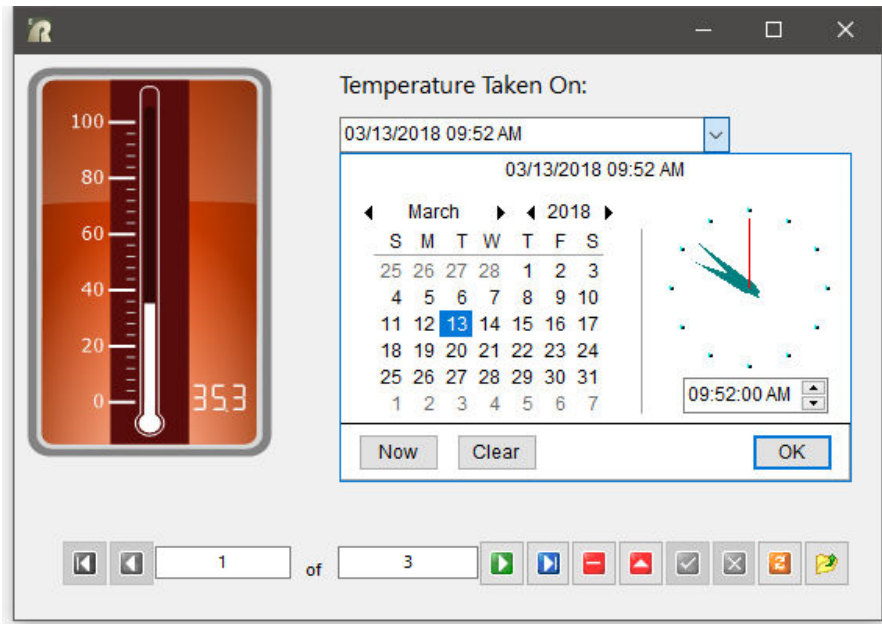 Temperature Taken On:
03/13/2018 09:52 AM
100
80
60
40
20
0
35.3
03/13/2018 09:52 AM
March 2018
S M T W T F S
25 26 27 28 1 2 3
4 5 6 7 8 9 10
11 12 13 14 15 16 17
18 19 20 21 22 23 24
25 26 27 28 29 30 31
1 2 3 4 5 6 7
09:52:00 AM
Now Clear OK
1 of 3